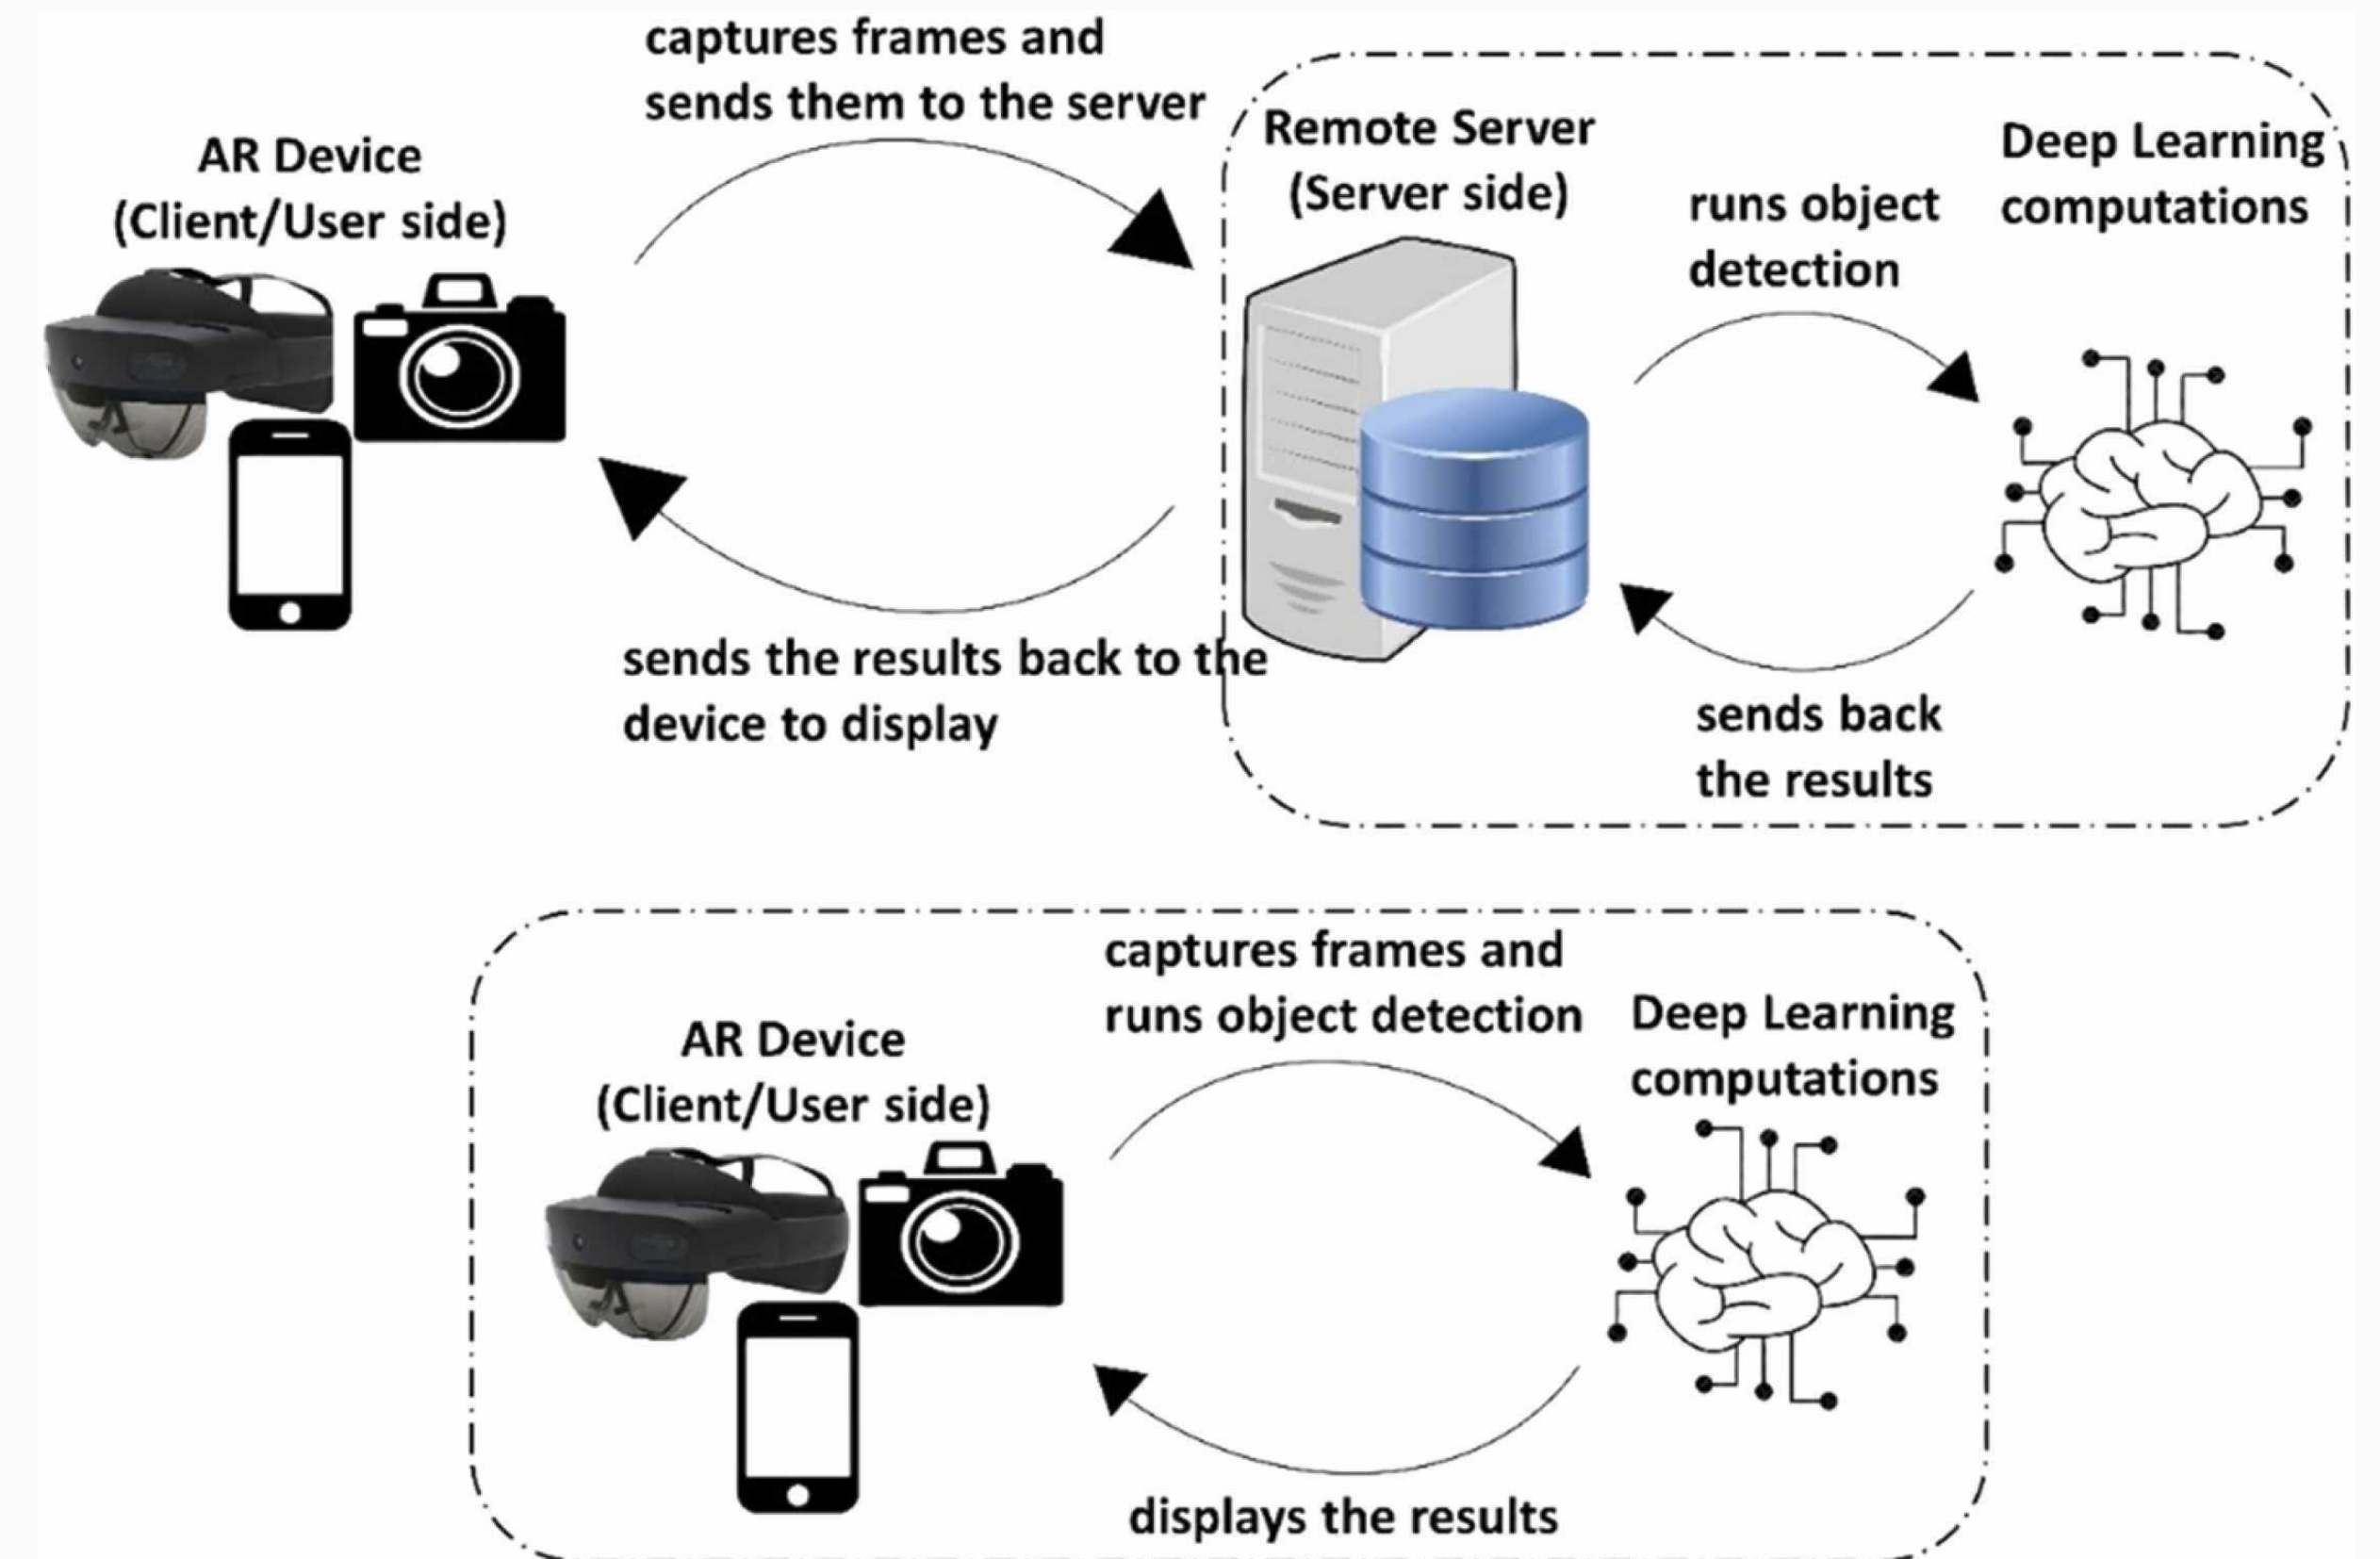 captures frames and
sends them to the server
AR Device
(Client/User side)
Remote Server
(Server side)
runs object
detection
Deep Learning
computations
sends the results back to the
device to display
sends back
the results
captures frames and
runs object detection
AR Device
(Client/User side)
Deep Learning
computations
displays the results